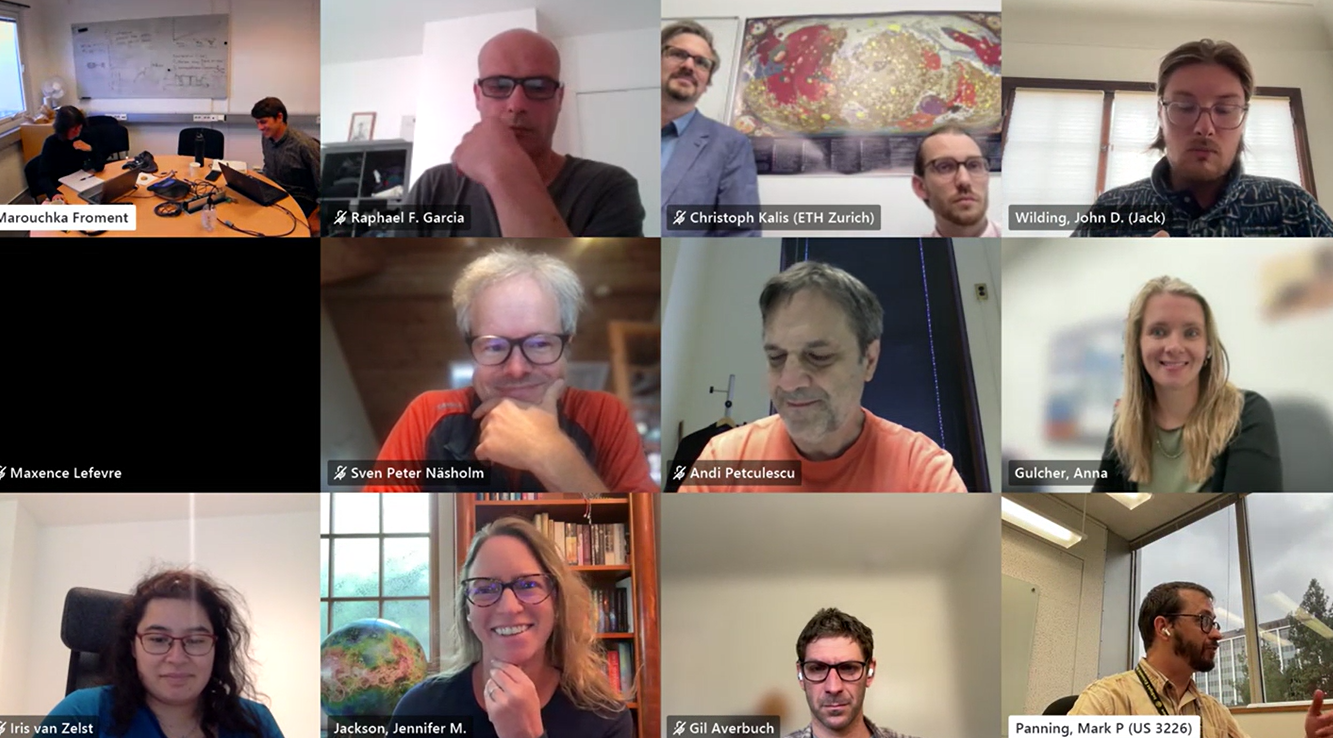 Marouchka Froment
Raphael F. Garcia
Christoph Kalis (ETH Zurich)
Wilding, John D. (Jack)
Maxence Lefevre
Sven Peter Näsholm
Andi Petculescu
Gulcher, Anna
Iris van Zelst
Jackson, Jennifer M.
Gil Averbuch
Panning, Mark P (US 3226)